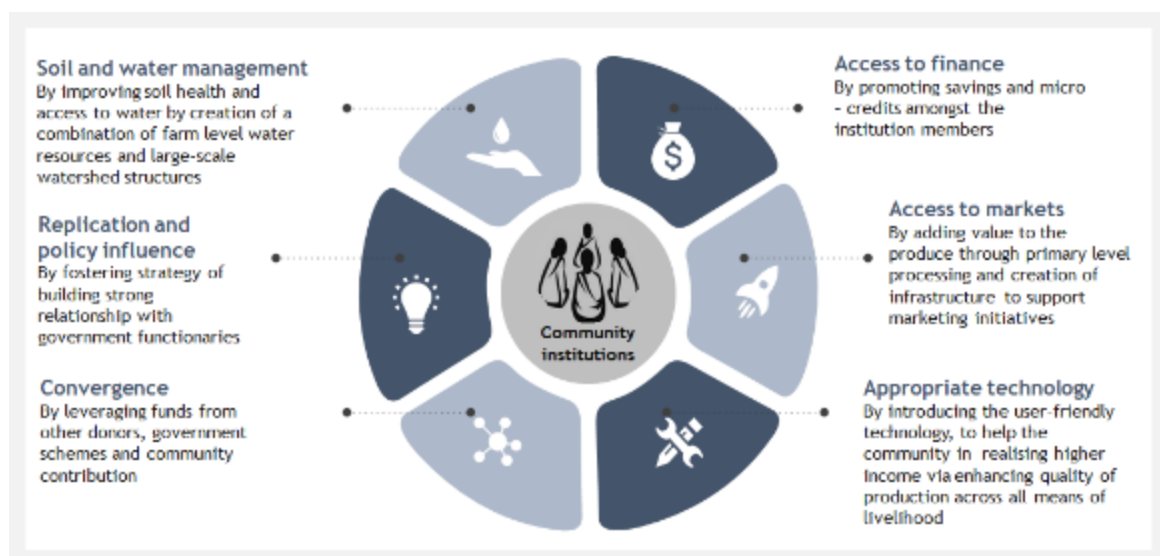 Soil and water management
By improving soil health and
access to water by creation of a
combination of farm level water
resources and large-scale
watershed structures
Replication and
policy influence
By fostering strategy of
building strong
relationship with
government functionaries
Convergence
By leveraging funds from
other donors, government
schemes and community
contribution
$
Community
institutions
Access to finance
By promoting savings and micro
– credits amongst the
institution members
Access to markets
By adding value to the
produce through primary level
processing and creation of
infrastructure to support
marketing initiatives
Appropriate technology
By introducing the user-friendly
technology, to help the
community in realising higher
income via enhancing quality of
production across all means of
livelihood